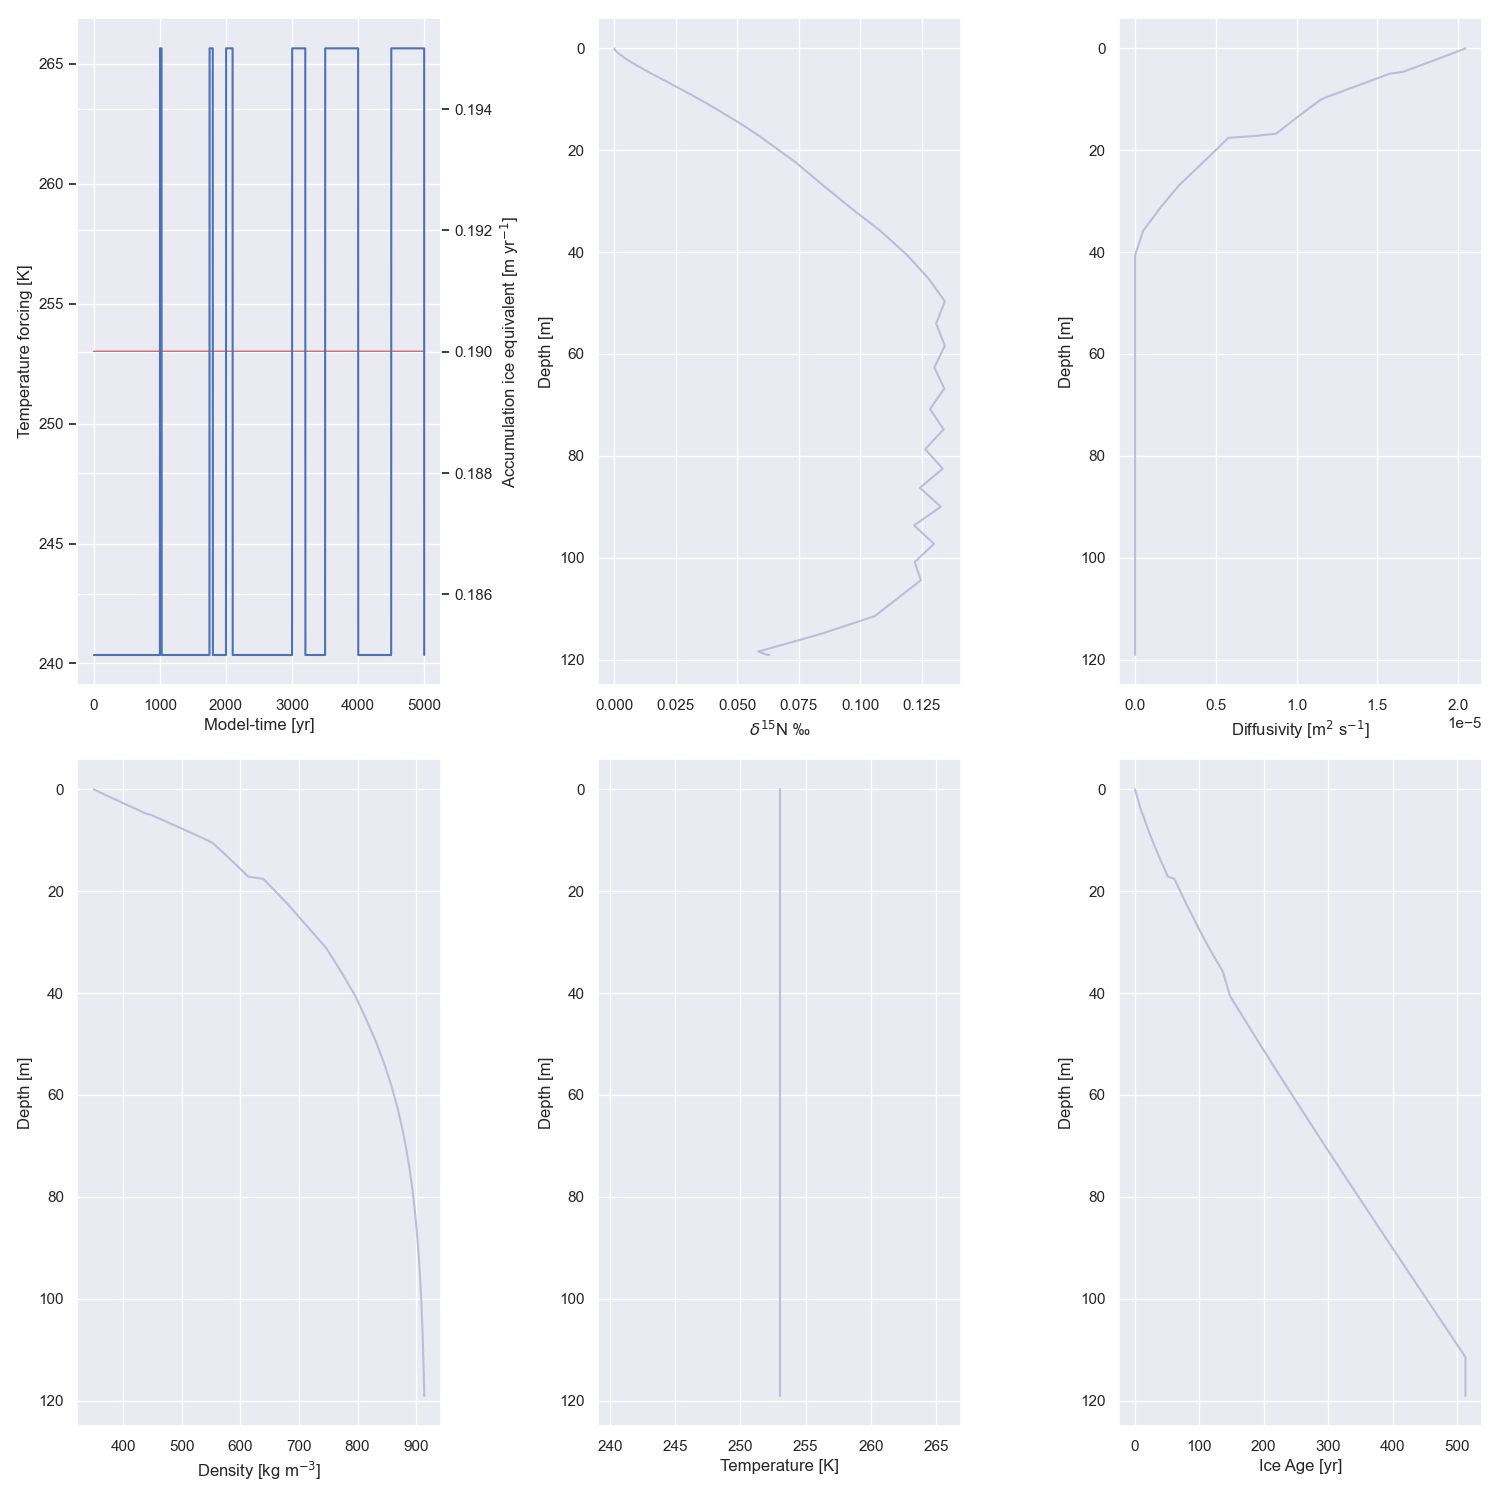 265
260
255
250
245
240
Temperature forcing [K]
0 1000 2000 3000 4000 5000
Model-time [yr]
0.194
0.192
0.190
0.188
0.186
Accumulation ice equivalent [m yr⁻¹]
0
20
40
60
80
100
120
Depth [m]
0.000 0.025 0.050 0.075 0.100 0.125
δ¹⁵N ‰
0
20
40
60
80
100
120
Depth [m]
0.0 0.5 1.0 1.5 2.0
1e−5
Diffusivity [m² s⁻¹]
0
20
40
60
80
100
120
Depth [m]
400 500 600 700 800 900
Density [kg m⁻³]
0
20
40
60
80
100
120
Depth [m]
240 245 250 255 260 265
Temperature [K]
0
20
40
60
80
100
120
Depth [m]
0 100 200 300 400 500
Ice Age [yr]